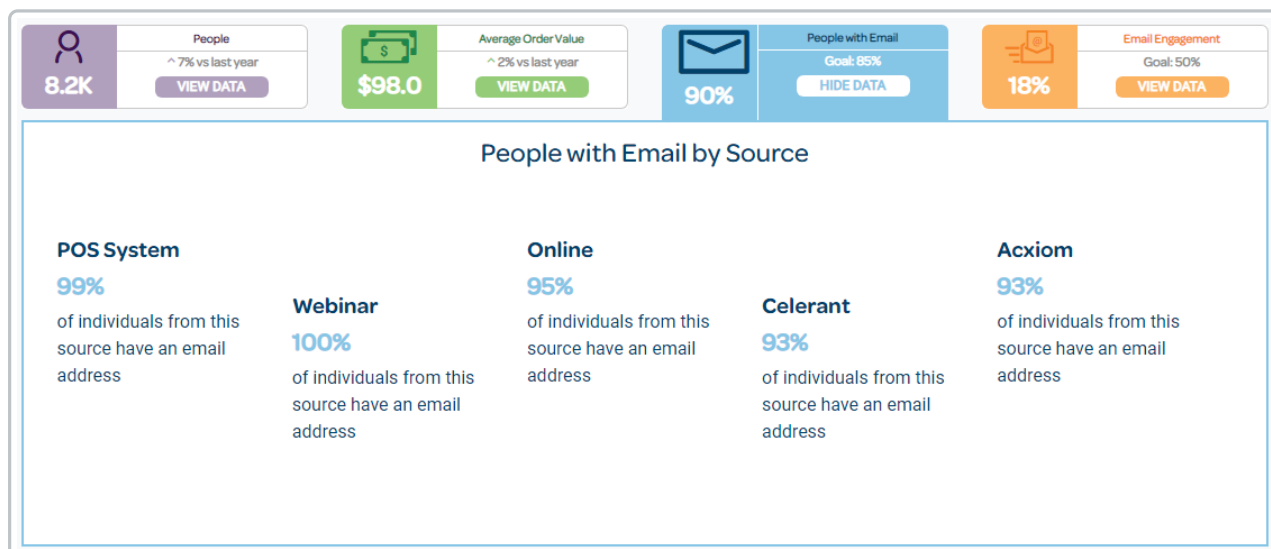 People
^ 7% vs last year
8.2K
VIEW DATA
$
Average Order Value
^ 2% vs last year
$98.0
VIEW DATA
People with Email
Goal: 85%
90%
HIDE DATA
@
Email Engagement
Goal: 50%
18%
VIEW DATA
People with Email by Source
POS System
99%
of individuals from this
source have an email
address
Webinar
100%
of individuals from this
source have an email
address
Online
95%
of individuals from this
source have an email
address
Celerant
93%
of individuals from this
source have an email
address
Acxiom
93%
of individuals from this
source have an email
address